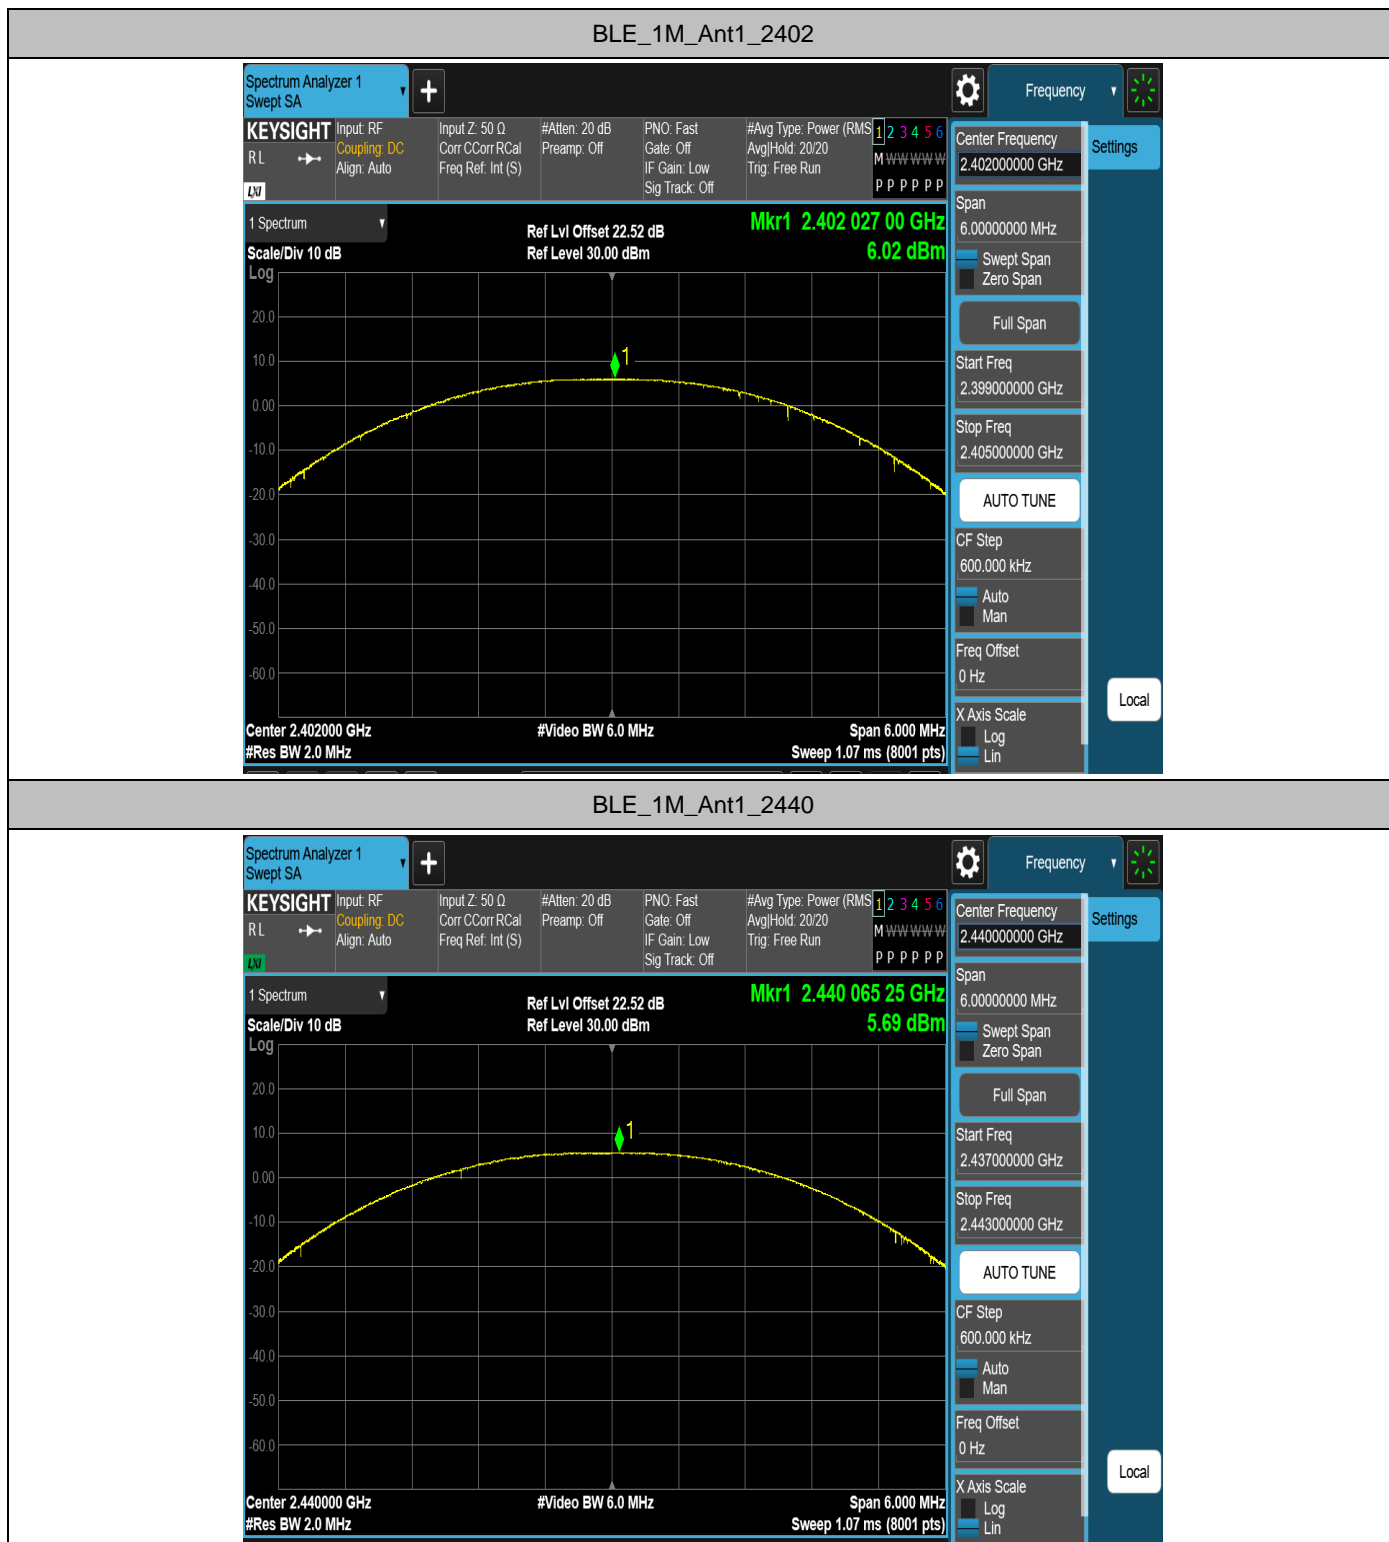 BLE_1M_Ant1_2402
Spectrum Analyzer 1
Swept SA
+
Frequency
KEYSIGHT
RL
LXI
Input: RF
Coupling: DC
Align: Auto
Input Z: 50 Ω
Corr CCorr RCal
Freq Ref: Int (S)
#Atten: 20 dB
Preamp: Off
PNO: Fast
Gate: Off
IF Gain: Low
Sig Track: Off
#Avg Type: Power (RMS
Avg|Hold: 20/20
Trig: Free Run
1 2 3 4 5 6
M W W W W W
P P P P P P
Center Frequency
2.402000000 GHz
Settings
1 Spectrum
Scale/Div 10 dB
Ref Lvl Offset 22.52 dB
Ref Level 30.00 dBm
Mkr1 2.402 027 00 GHz
6.02 dBm
Log
20.0
10.0
0.00
-10.0
-20.0
-30.0
-40.0
-50.0
-60.0
1
Center 2.402000 GHz
#Res BW 2.0 MHz
#Video BW 6.0 MHz
Span 6.000 MHz
Sweep 1.07 ms (8001 pts)
Span
6.00000000 MHz
Swept Span
Zero Span
Full Span
Start Freq
2.399000000 GHz
Stop Freq
2.405000000 GHz
AUTO TUNE
CF Step
600.000 kHz
Auto
Man
Freq Offset
0 Hz
X Axis Scale
Log
Lin
Local
BLE_1M_Ant1_2440
Spectrum Analyzer 1
Swept SA
+
Frequency
KEYSIGHT
RL
LXI
Input: RF
Coupling: DC
Align: Auto
Input Z: 50 Ω
Corr CCorr RCal
Freq Ref: Int (S)
#Atten: 20 dB
Preamp: Off
PNO: Fast
Gate: Off
IF Gain: Low
Sig Track: Off
#Avg Type: Power (RMS
Avg|Hold: 20/20
Trig: Free Run
1 2 3 4 5 6
M W W W W W
P P P P P P
Center Frequency
2.440000000 GHz
Settings
1 Spectrum
Scale/Div 10 dB
Ref Lvl Offset 22.52 dB
Ref Level 30.00 dBm
Mkr1 2.440 065 25 GHz
5.69 dBm
Log
20.0
10.0
0.00
-10.0
-20.0
-30.0
-40.0
-50.0
-60.0
1
Center 2.440000 GHz
#Res BW 2.0 MHz
#Video BW 6.0 MHz
Span 6.000 MHz
Sweep 1.07 ms (8001 pts)
Span
6.00000000 MHz
Swept Span
Zero Span
Full Span
Start Freq
2.437000000 GHz
Stop Freq
2.443000000 GHz
AUTO TUNE
CF Step
600.000 kHz
Auto
Man
Freq Offset
0 Hz
X Axis Scale
Log
Lin
Local